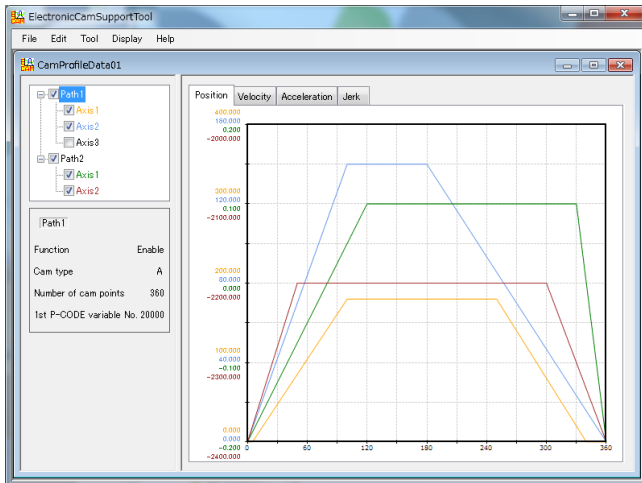 ElectronicCamSupportTool
File Edit Tool Display Help
CamProfileData01
Path1
Axis1
Axis2
Axis3
Path2
Axis1
Axis2
Path1
Function Enable
Cam type A
Number of cam points 360
1st P-CODE variable No. 20000
Position Velocity Acceleration Jerk
400.000
160.000
0.200
-2000.000
300.000
120.000
0.100
-2100.000
200.000
80.000
0.000
-2200.000
100.000
40.000
-0.100
-2300.000
0.000
0.000
-0.200
-2400.000
0 60 120 180 240 300 360